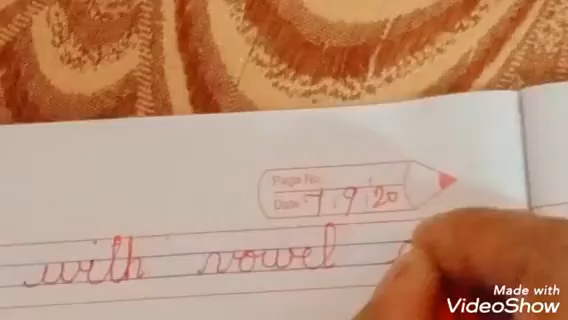 Page No.
Date 7 9 20
with vowel
Made with
VideoShow